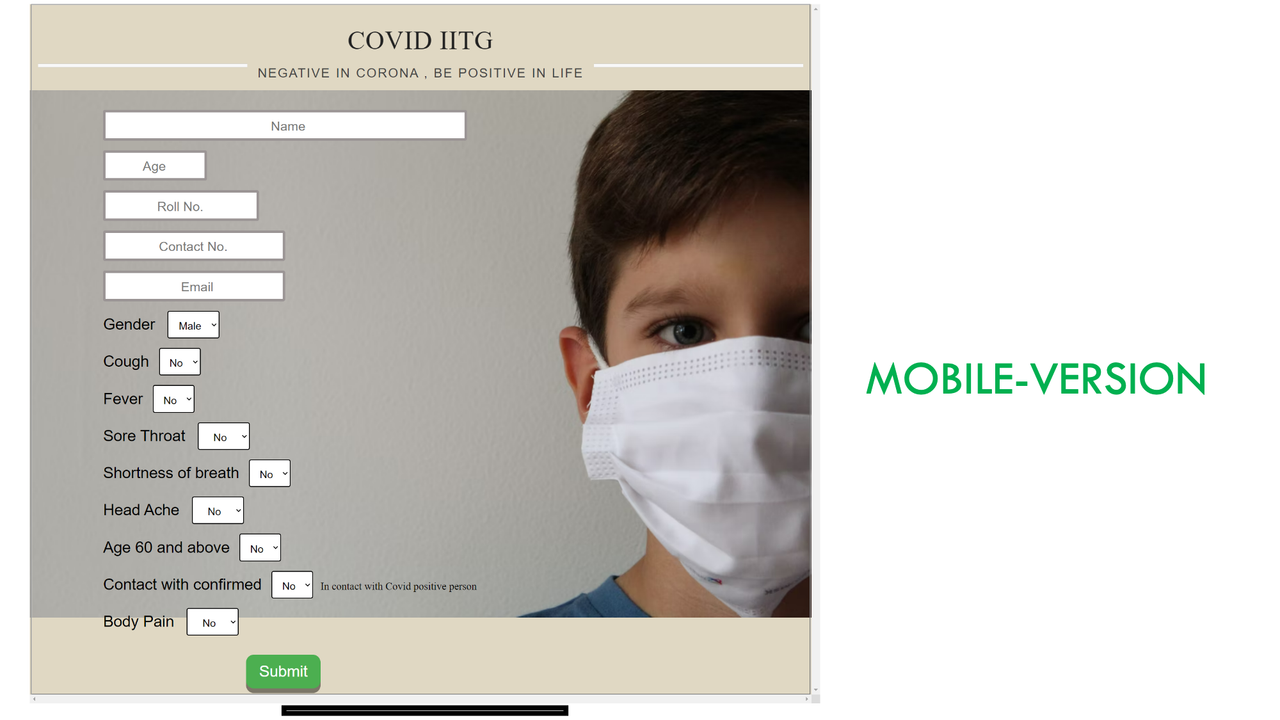 COVID IITG
NEGATIVE IN CORONA , BE POSITIVE IN LIFE
Name
Age
Roll No.
Contact No.
Email
Gender Male
Cough No
Fever No
Sore Throat No
Shortness of breath No
Head Ache No
Age 60 and above No
Contact with confirmed No In contact with Covid positive person
Body Pain No
Submit
MOBILE-VERSION